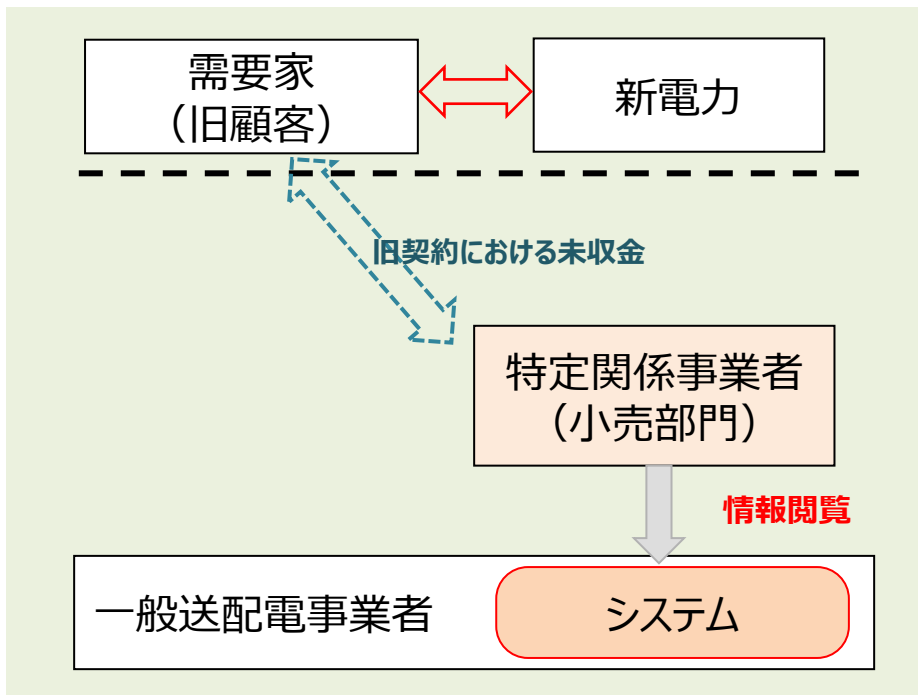 需要家
（旧顧客）
新電力
旧契約における未収金
特定関係事業者
（小売部門）
情報閲覧
一般送配電事業者
システム